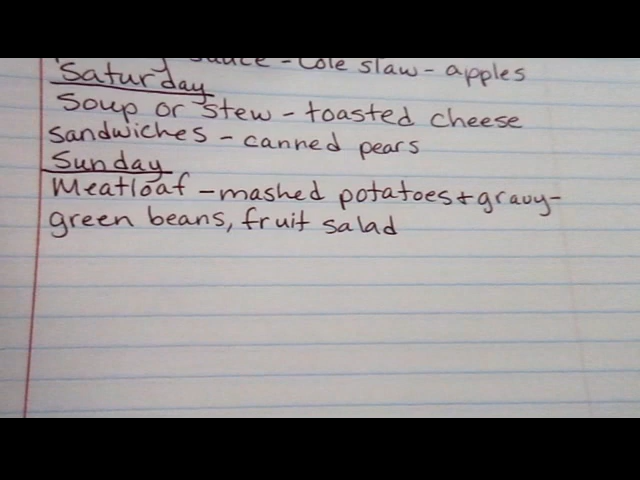 sauce - Cole slaw - apples
Saturday
Soup or stew - toasted cheese
sandwiches - canned pears
Sunday
Meatloaf - mashed potatoes + gravy -
green beans, fruit salad